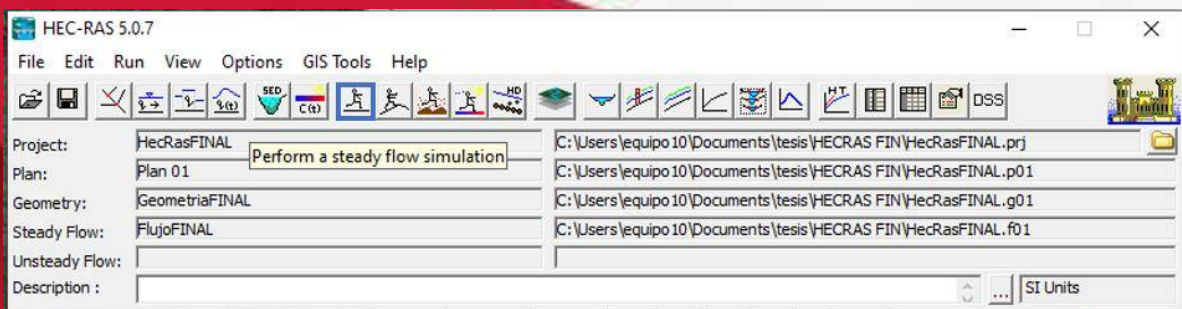 HEC-RAS 5.0.7
File Edit Run View Options GIS Tools Help
SED C(t) HD HT DSS
Project: HecRasFINAL C:\Users\equipo10\Documents\tesis\HECRAS FIN\HecRasFINAL.prj
Perform a steady flow simulation
Plan: Plan 01 C:\Users\equipo10\Documents\tesis\HECRAS FIN\HecRasFINAL.p01
Geometry: GeometriaFINAL C:\Users\equipo10\Documents\tesis\HECRAS FIN\HecRasFINAL.g01
Steady Flow: FlujoFINAL C:\Users\equipo10\Documents\tesis\HECRAS FIN\HecRasFINAL.f01
Unsteady Flow:
Description : ... SI Units